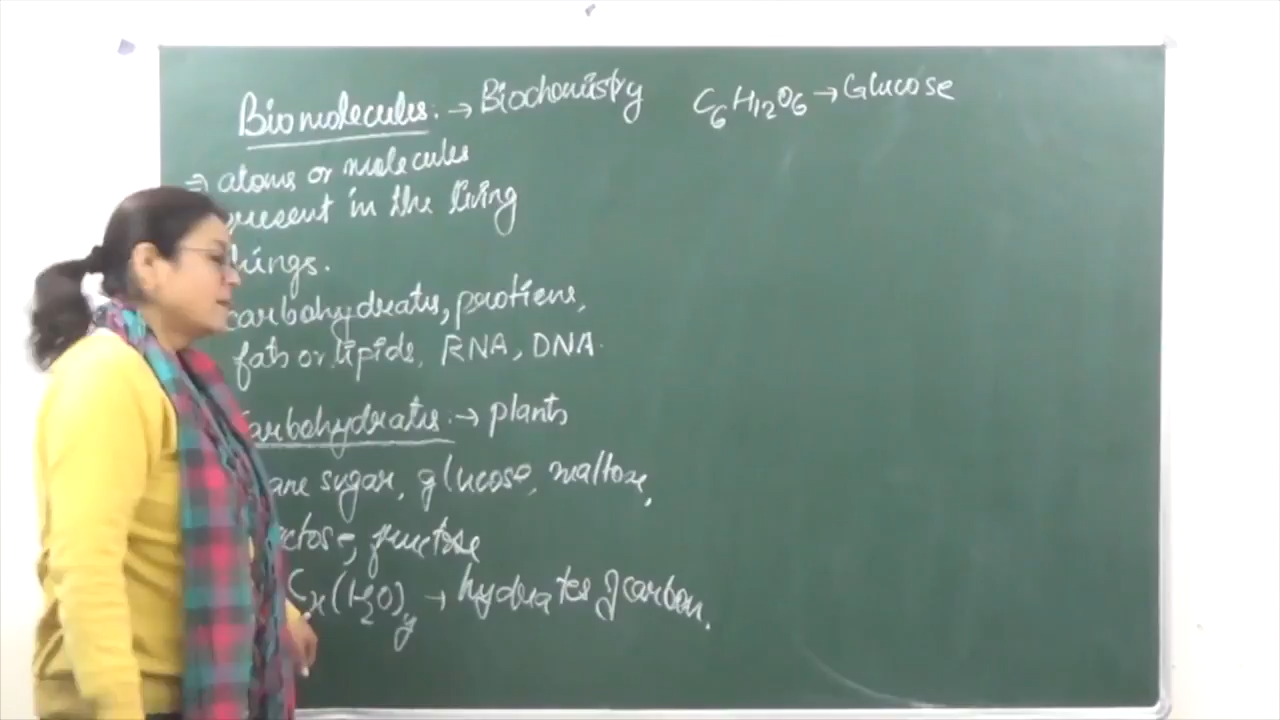 Biomolecules. → Biochemistry
C6H12O6 → Glucose
⇒ atoms or molecules
present in the living
things.
carbohydrates, protiens,
fats or lipids, RNA, DNA.
carbohydrates. → plants
cane sugar, glucose, maltose,
fructose
Cx(H2O)y → hydrates of carbon.